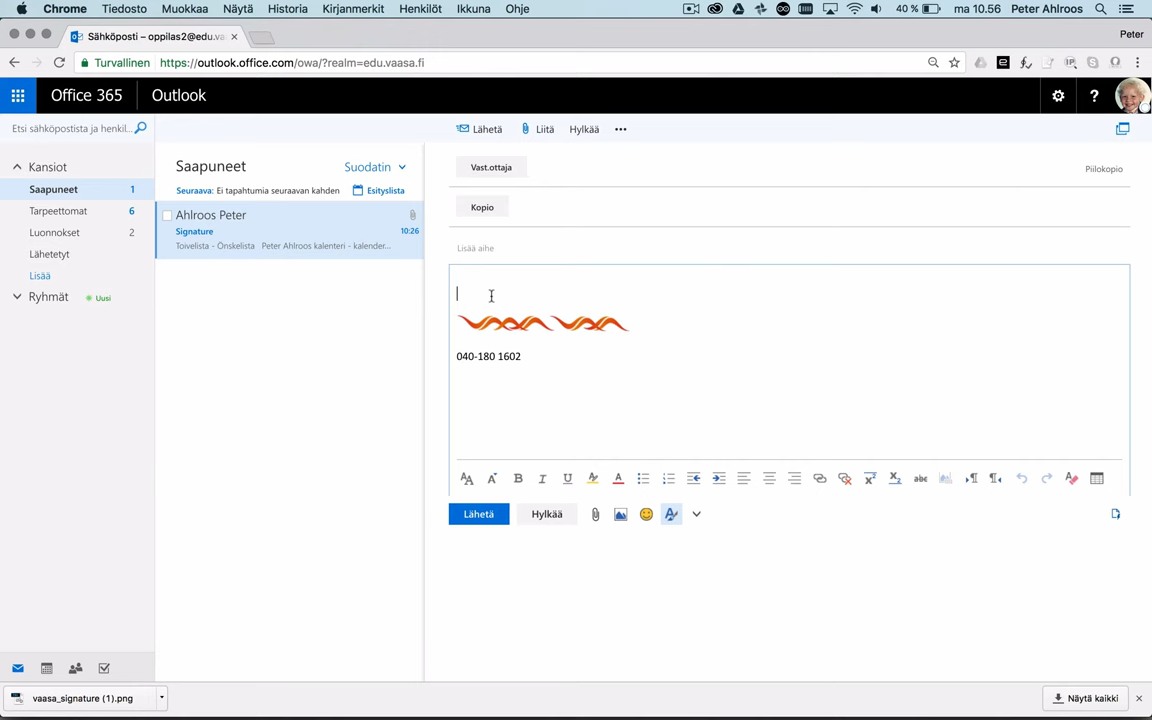 Chrome Tiedosto Muokkaa Näytä Historia Kirjanmerkit Henkilöt Ikkuna Ohje 40 % ma 10.56 Peter Ahlroos
Sähköposti – oppilas2@edu.va
Peter
Turvallinen https://outlook.office.com/owa/?realm=edu.vaasa.fi
Office 365 Outlook
?
Etsi sähköpostista ja henkil...
Lähetä Liitä Hylkää •••
Kansiot
Saapuneet 1
Tarpeettomat 6
Luonnokset 2
Lähetetyt
Lisää
Ryhmät Uusi
Saapuneet Suodatin
Seuraava: Ei tapahtumia seuraavan kahden Esityslista
Ahlroos Peter
Signature 10:26
Toivelista - Önskelista Peter Ahlroos kalenteri - kalender...
Vast.ottaja Piilokopio
Kopio
Lisää aihe
040-180 1602
Lähetä Hylkää
vaasa_signature (1).png
Näytä kaikki